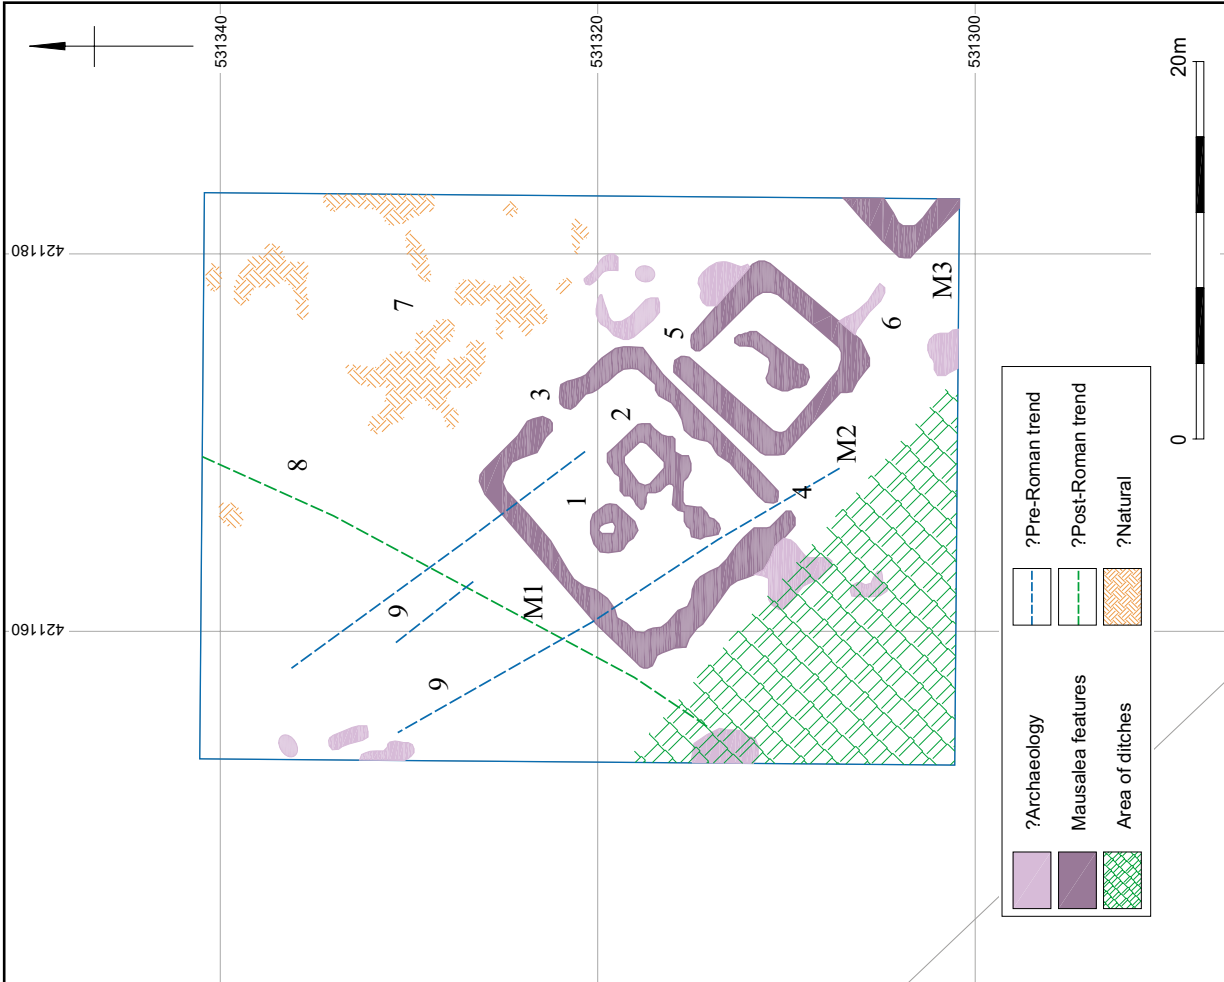 531340
531320
531300
421180
421160
20m
0
7
8
3
5
6
M3
2
1
4
M2
M1
9
9
?Archaeology
Mausalea features
Area of ditches
?Pre-Roman trend
?Post-Roman trend
?Natural